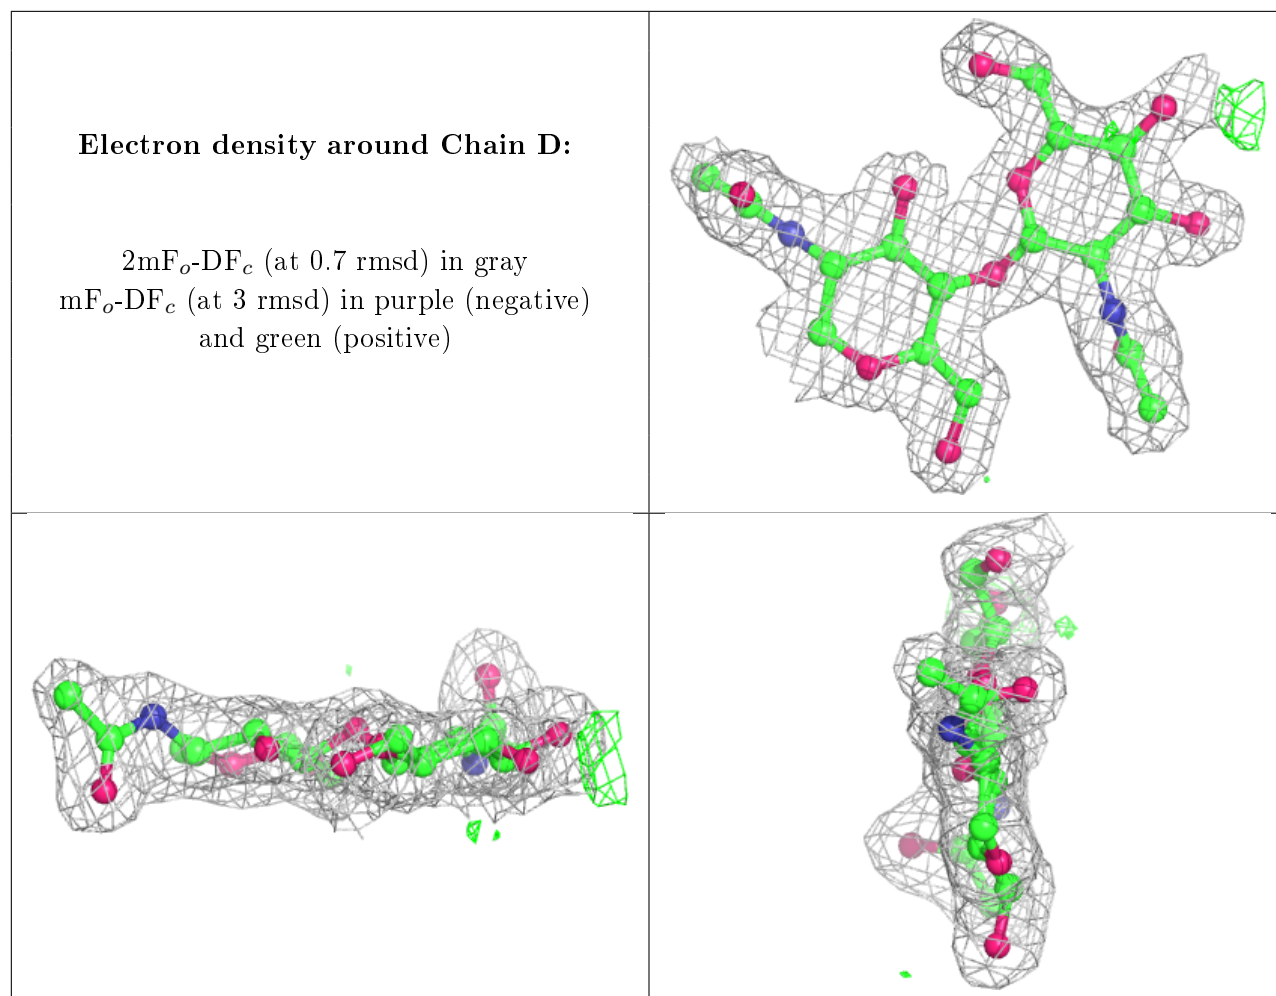 Electron density around Chain D:
2mFₒ-DF𝒸 (at 0.7 rmsd) in gray
mFₒ-DF𝒸 (at 3 rmsd) in purple (negative)
and green (positive)